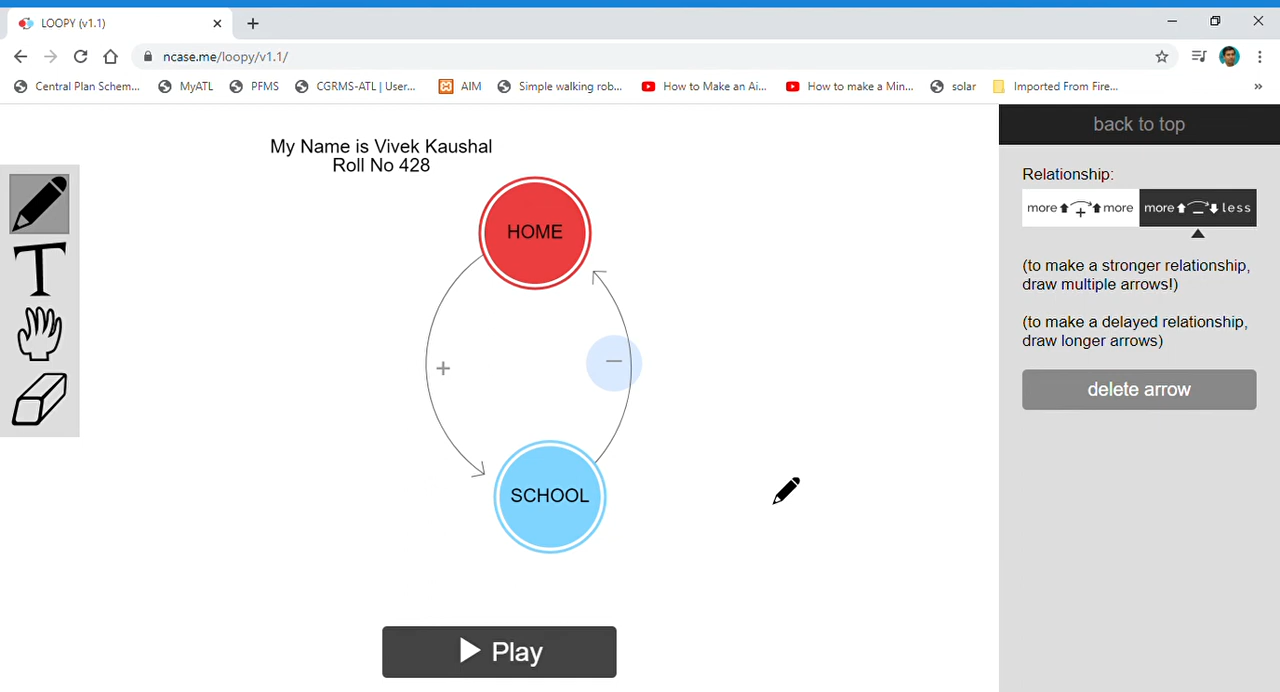 LOOPY (v1.1)
ncase.me/loopy/v1.1/
Central Plan Schem...
MyATL
PFMS
CGRMS-ATL | User...
AIM
Simple walking rob...
How to Make an Ai...
How to make a Min...
solar
Imported From Fire...
»
My Name is Vivek Kaushal
Roll No 428
HOME
+
−
SCHOOL
T
Play
back to top
Relationship:
more + more
more − less
(to make a stronger relationship,
draw multiple arrows!)
(to make a delayed relationship,
draw longer arrows)
delete arrow